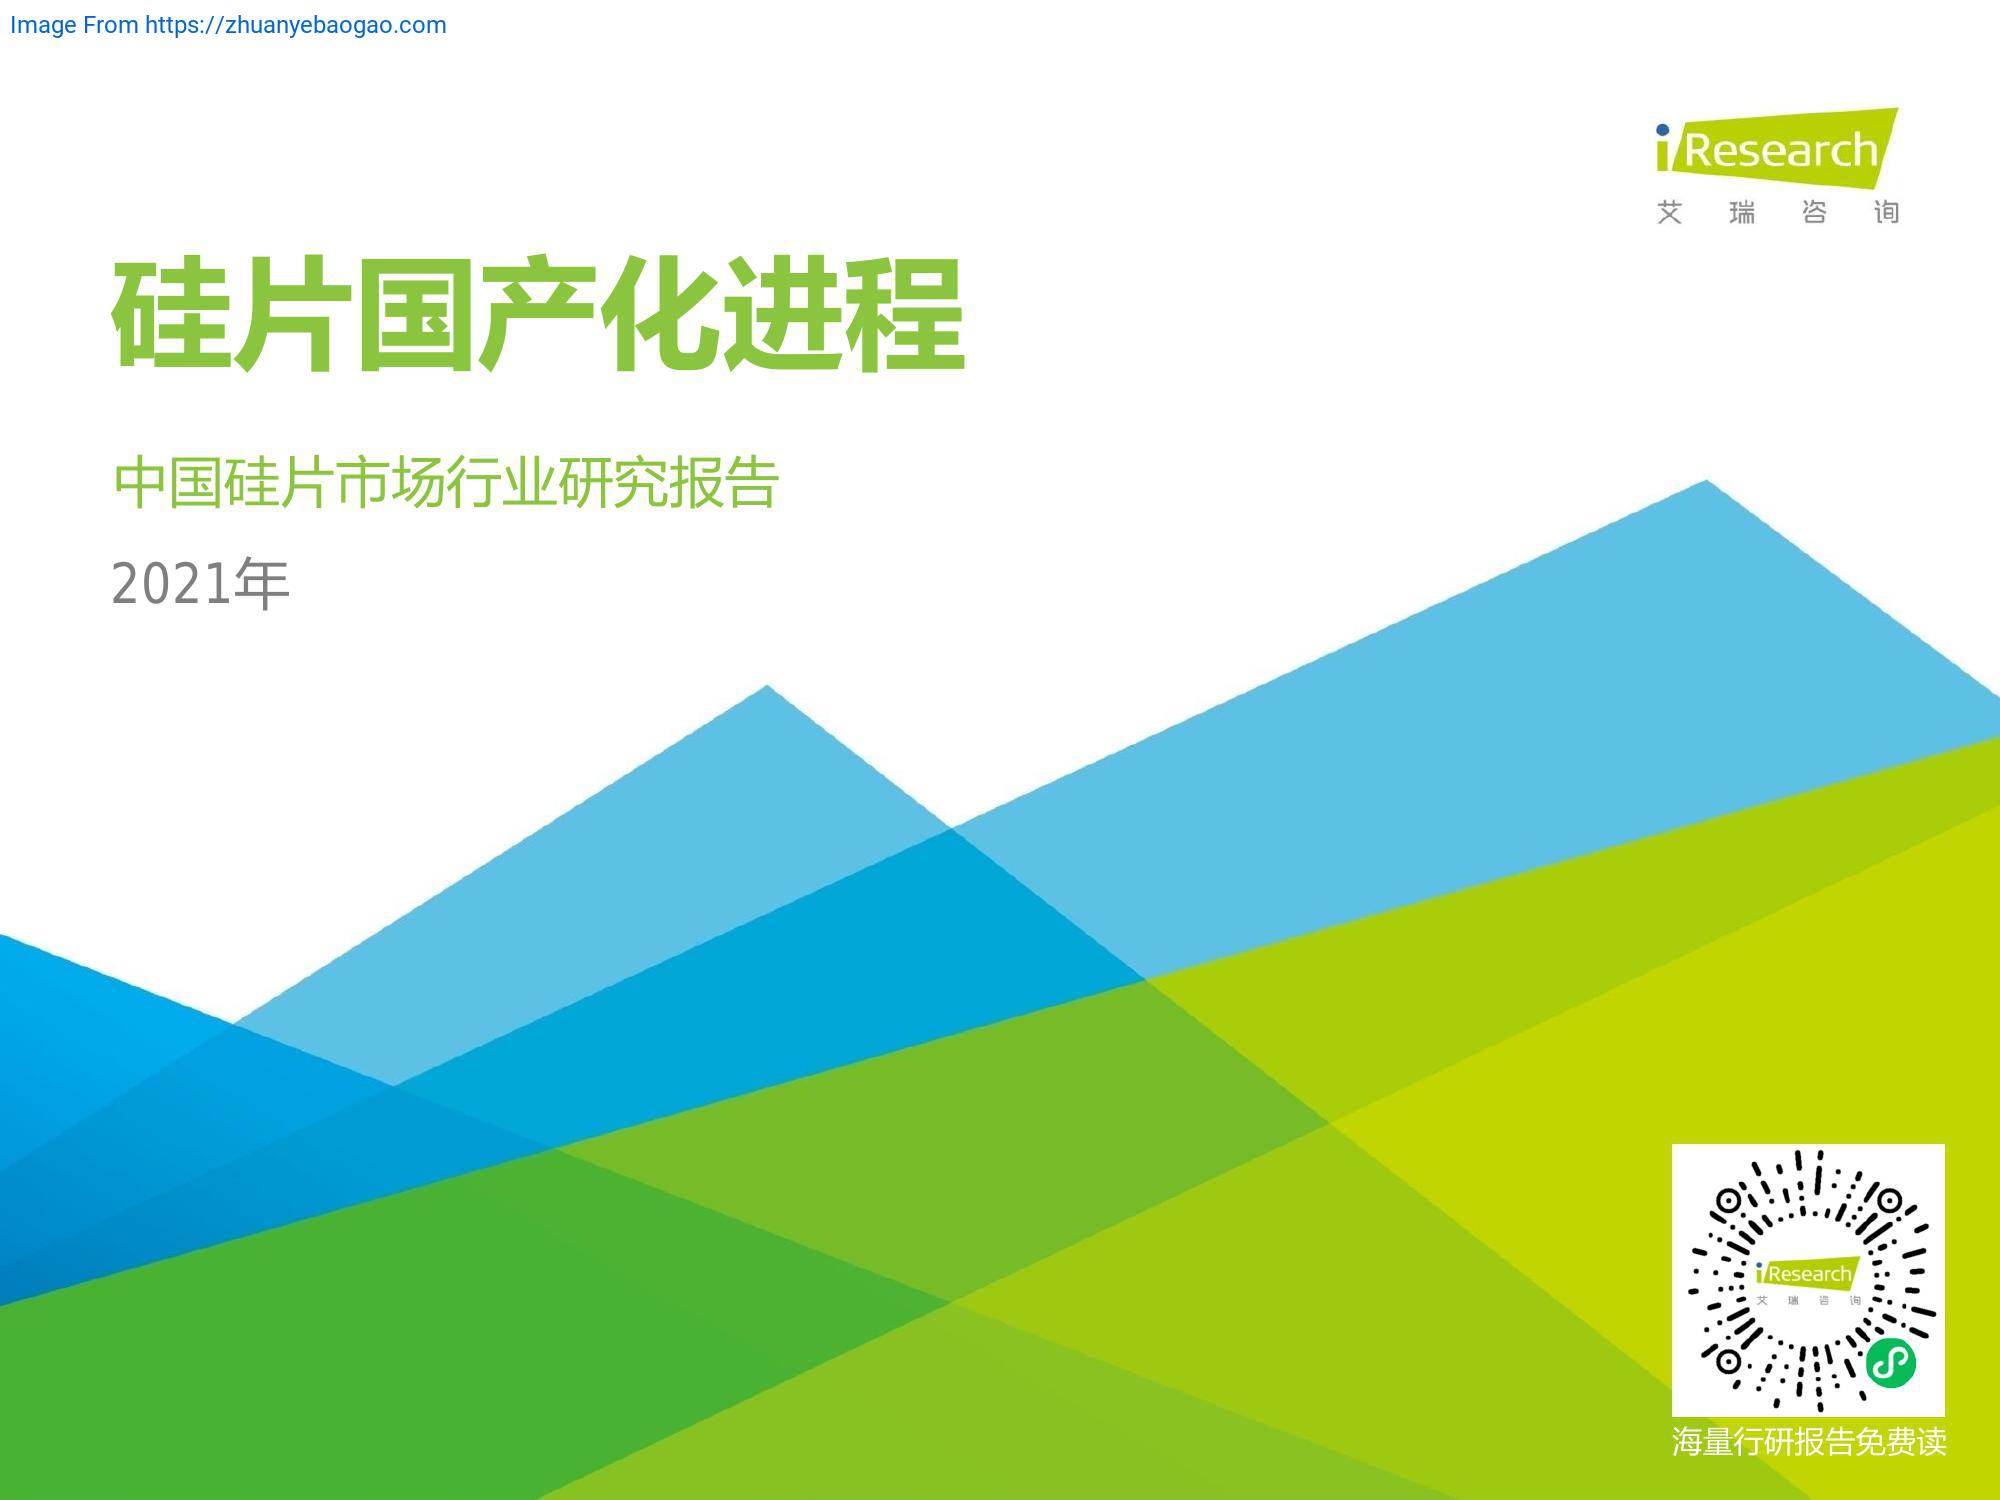 Image From https://zhuanyebaogao.com
iResearch
艾瑞咨询
硅片国产化进程
中国硅片市场行业研究报告
2021年
iResearch
艾瑞咨询
海量行研报告免费读